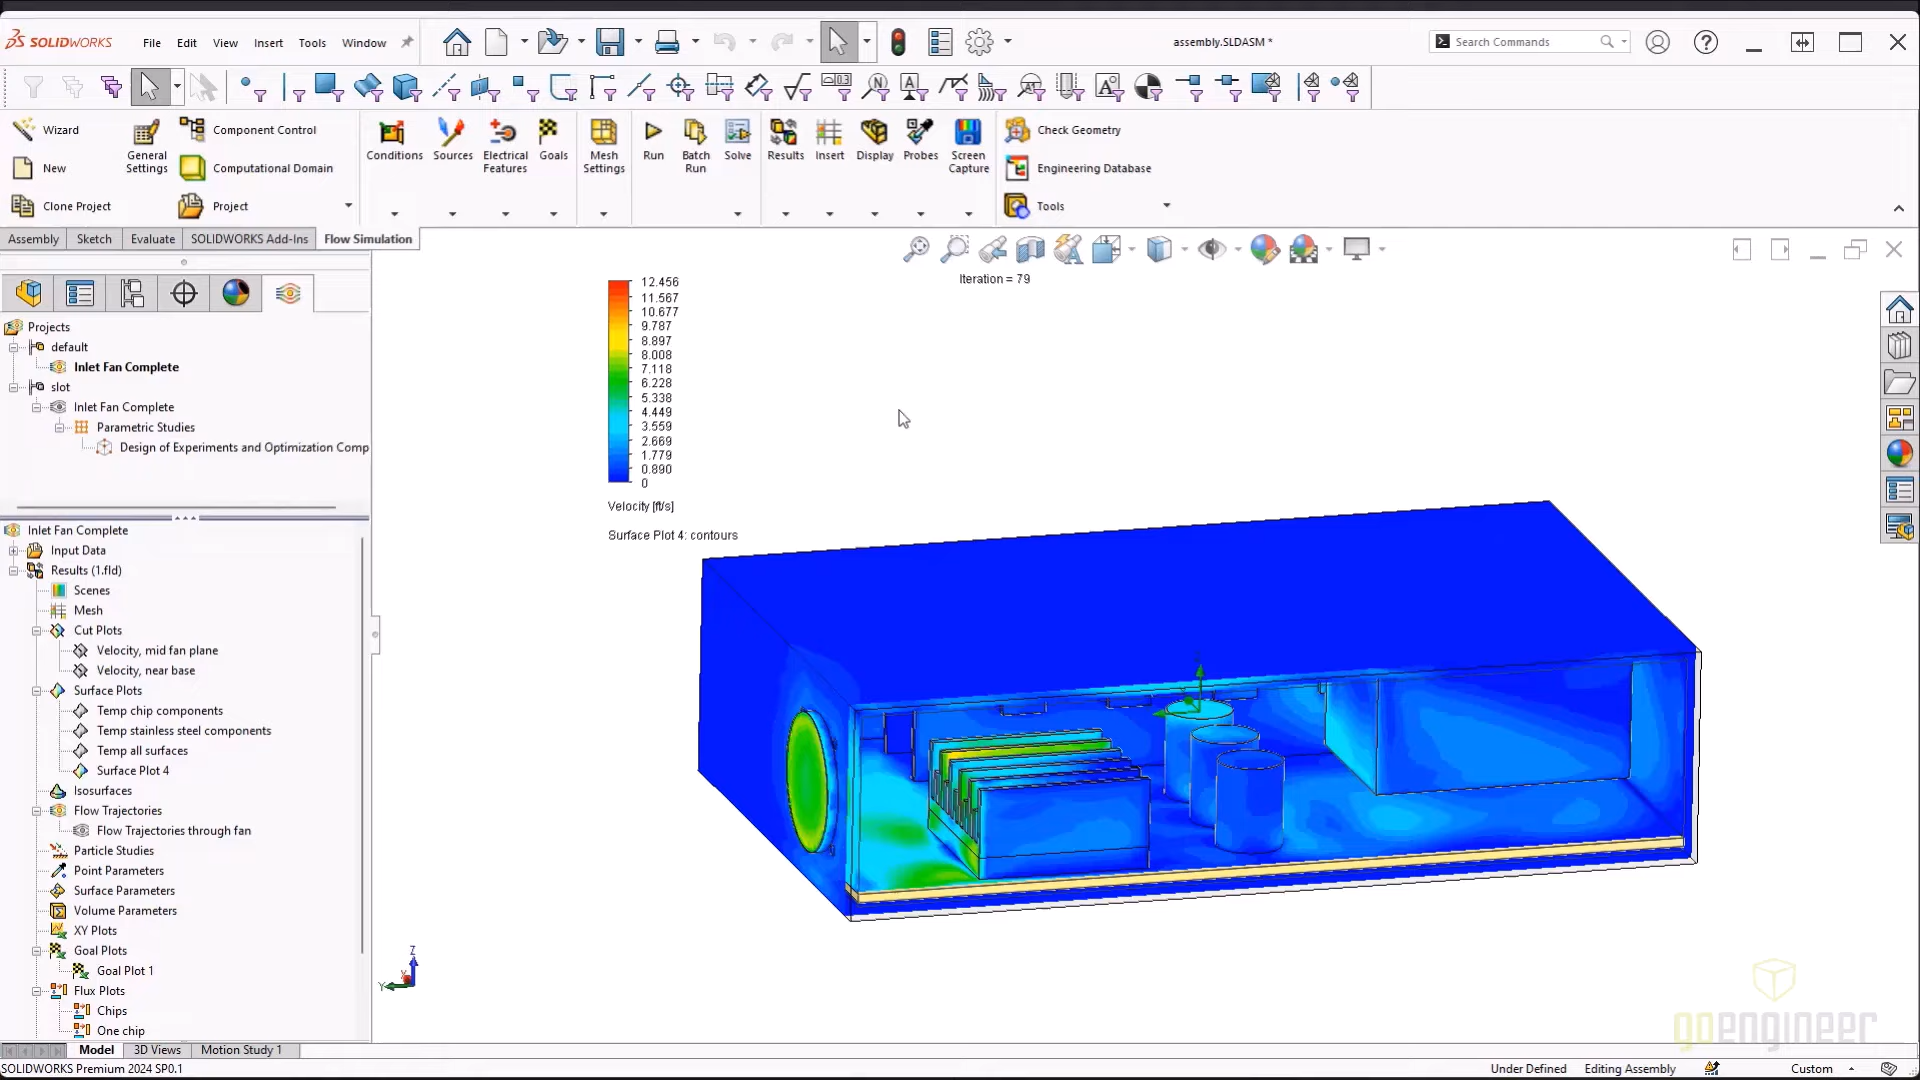 SOLIDWORKS
File Edit View Insert Tools Window
assembly.SLDASM *
Search Commands
Wizard
New
Clone Project
General Settings
Component Control
Computational Domain
Project
Conditions
Sources
Electrical Features
Goals
Mesh Settings
Run
Batch Run
Solve
Results
Insert
Display
Probes
Screen Capture
Check Geometry
Engineering Database
Tools
Assembly Sketch Evaluate SOLIDWORKS Add-Ins Flow Simulation
Projects
default
Inlet Fan Complete
slot
Inlet Fan Complete
Parametric Studies
Design of Experiments and Optimization Comp
Inlet Fan Complete
Input Data
Results (1.fld)
Scenes
Mesh
Cut Plots
Velocity, mid fan plane
Velocity, near base
Surface Plots
Temp chip components
Temp stainless steel components
Temp all surfaces
Surface Plot 4
Isosurfaces
Flow Trajectories
Flow Trajectories through fan
Particle Studies
Point Parameters
Surface Parameters
Volume Parameters
XY Plots
Goal Plots
Goal Plot 1
Flux Plots
Chips
One chip
Iteration = 79
12.456
11.567
10.677
9.787
8.897
8.008
7.118
6.228
5.338
4.449
3.559
2.669
1.779
0.890
0
Velocity [ft/s]
Surface Plot 4: contours
Z
Y
goengineer
Model 3D Views Motion Study 1
SOLIDWORKS Premium 2024 SP0.1
Under Defined Editing Assembly Custom